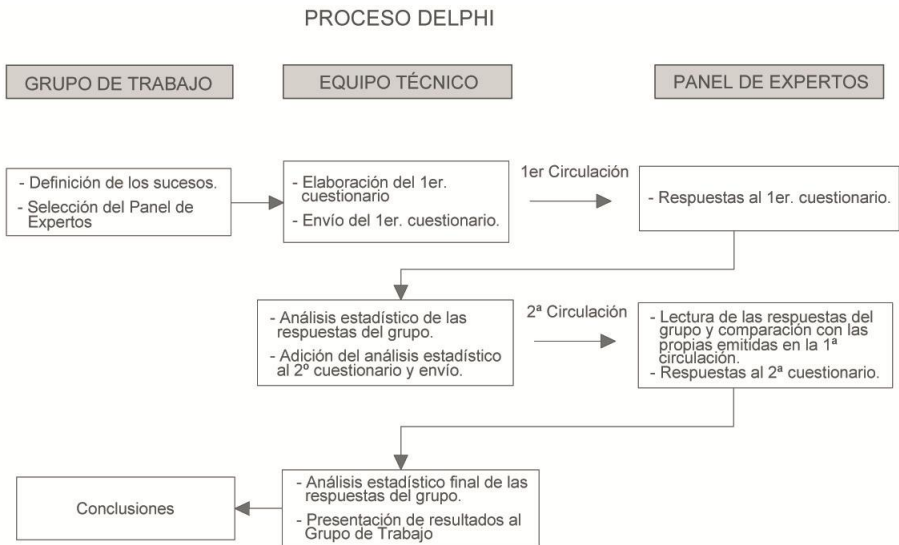 PROCESO DELPHI
GRUPO DE TRABAJO
EQUIPO TÉCNICO
PANEL DE EXPERTOS
- Definición de los sucesos.
- Selección del Panel de
Expertos
- Elaboración del 1er.
cuestionario
- Envío del 1er. cuestionario.
1er Circulación
- Respuestas al 1er. cuestionario.
- Análisis estadístico de las
respuestas del grupo.
- Adición del análisis estadístico
al 2º cuestionario y envío.
2ª Circulación
- Lectura de las respuestas del
grupo y comparación con las
propias emitidas en la 1ª
circulación.
- Respuestas al 2ª cuestionario.
- Análisis estadístico final de las
respuestas del grupo.
- Presentación de resultados al
Grupo de Trabajo
Conclusiones